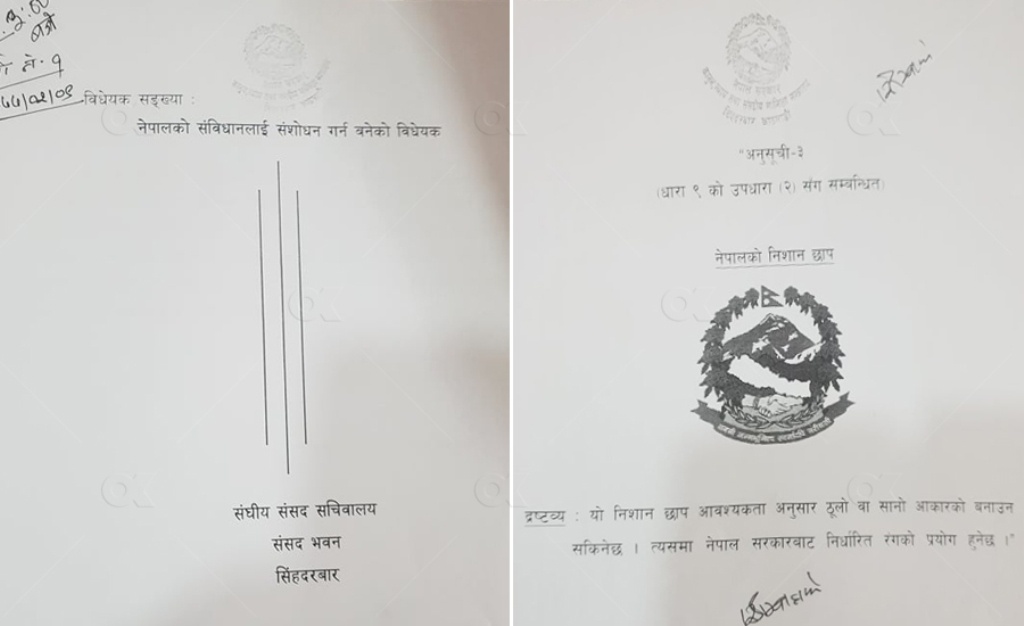 विधेयक सङ्ख्या :
नेपालको संविधानलाई संशोधन गर्न बनेको विधेयक
संघीय संसद सचिवालय
संसद भवन
सिंहदरबार
"अनुसूची-३
(धारा ९ को उपधारा (२) संग सम्बन्धित)
नेपालको निशान छाप
द्रष्टव्य : यो निशान छाप आवश्यकता अनुसार ठूलो वा सानो आकारको बनाउन
सकिनेछ । त्यसमा नेपाल सरकारबाट निर्धारित रंगको प्रयोग हुनेछ ।"